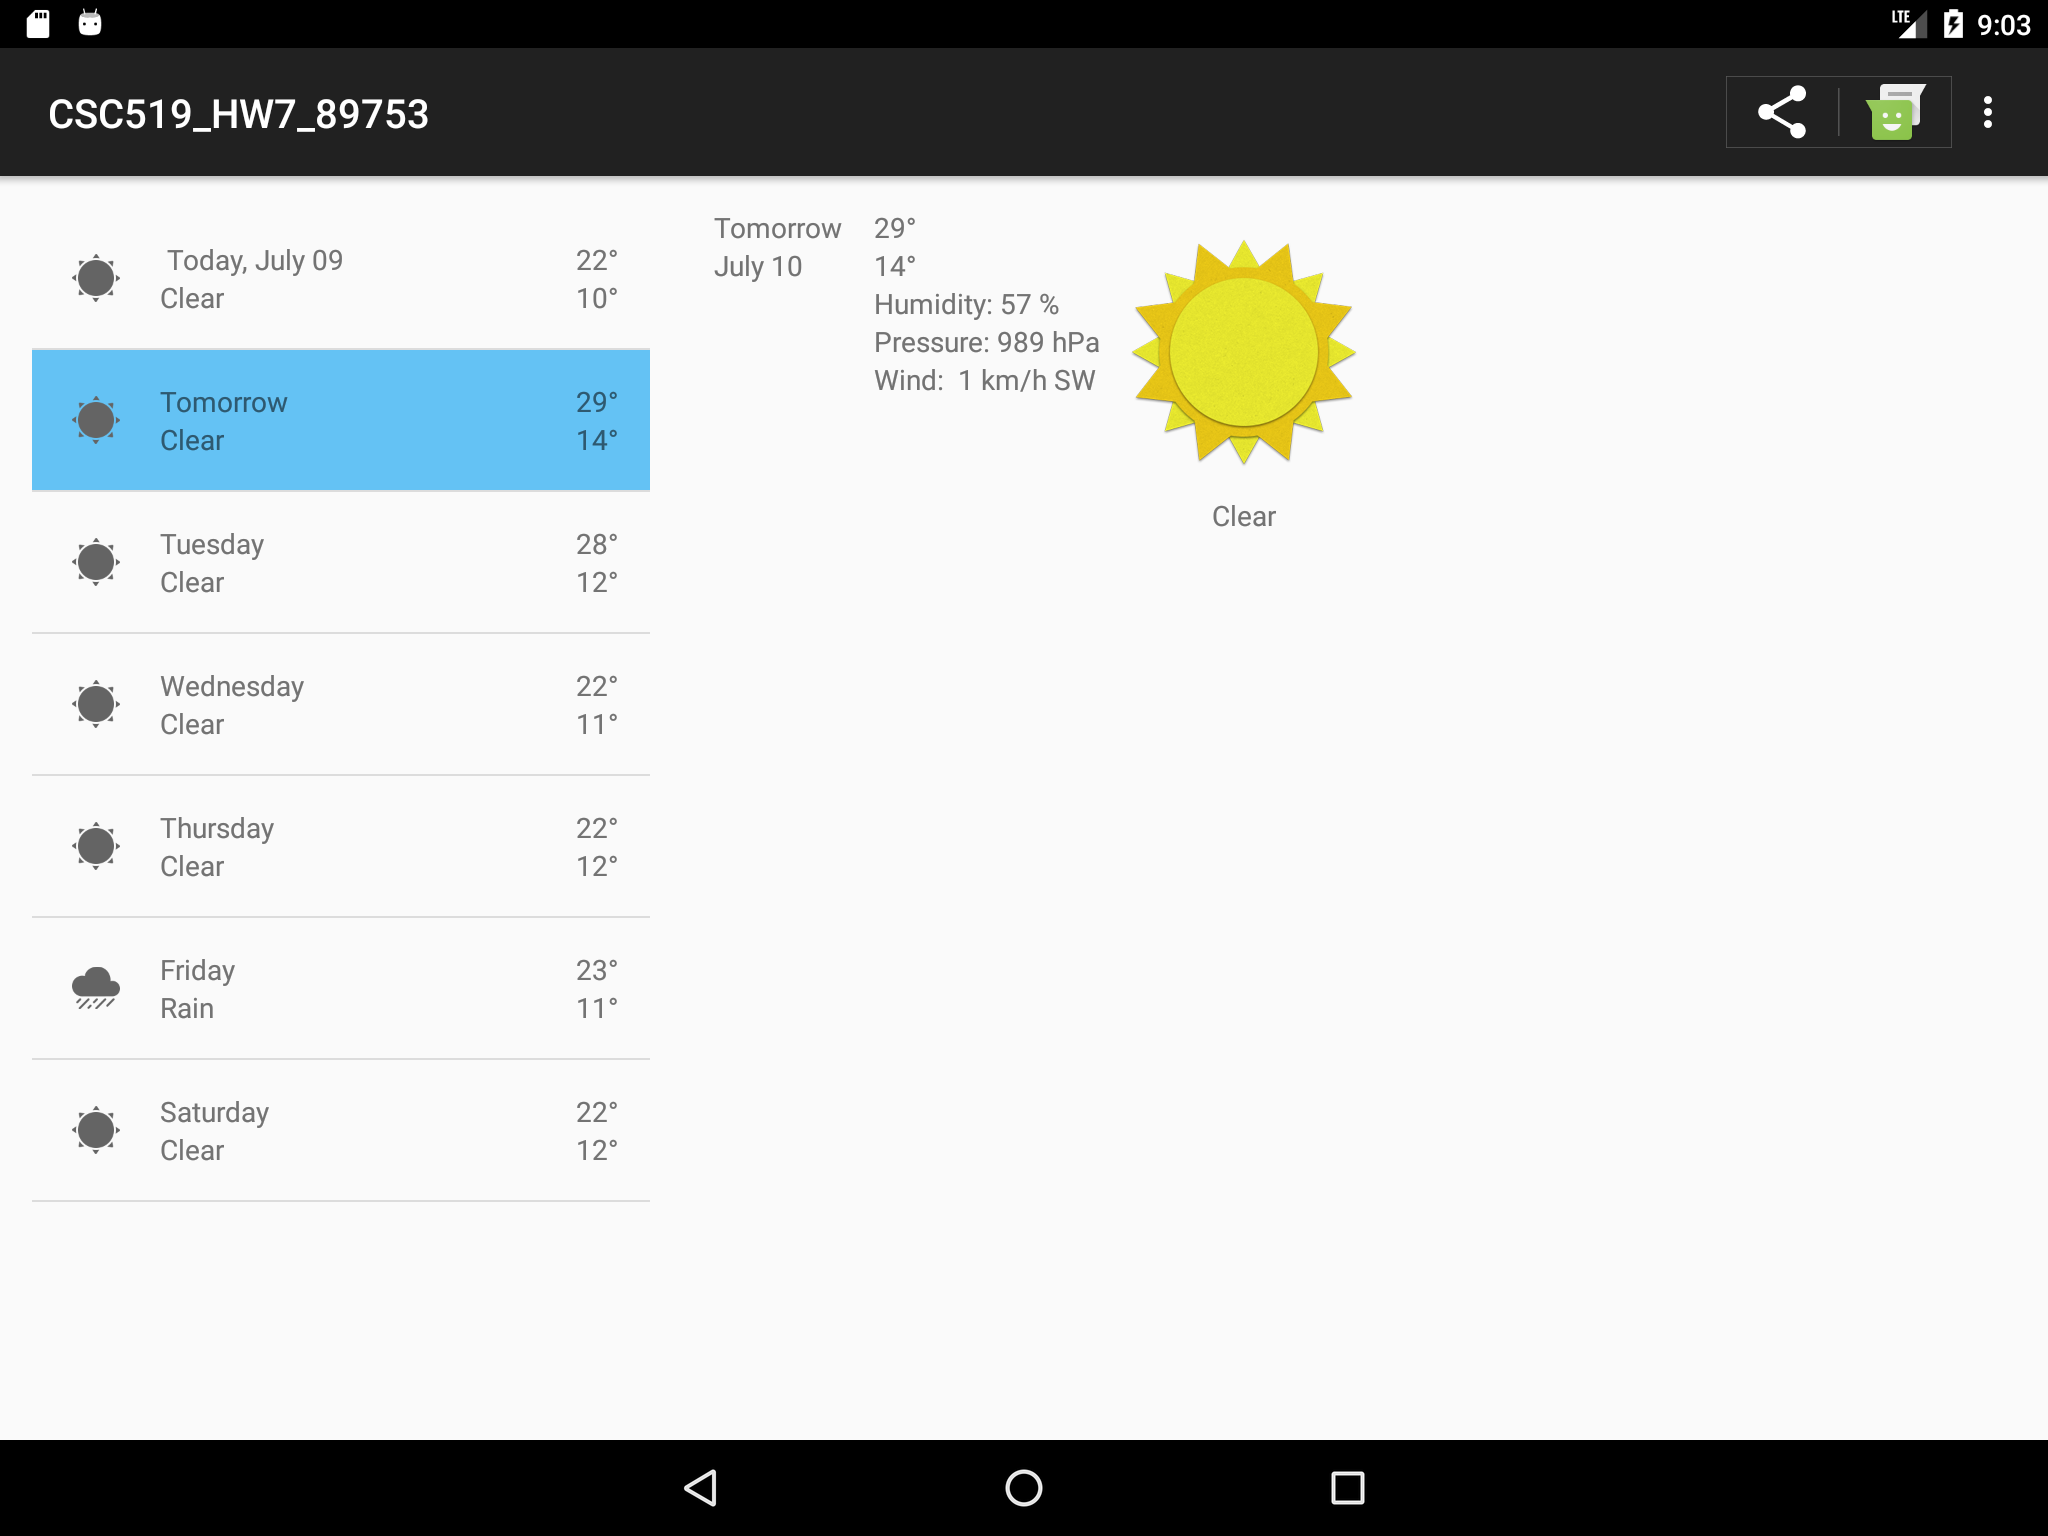 LTE 9:03
CSC519_HW7_89753
Today, July 09 22°
Clear 10°
Tomorrow 29°
Clear 14°
Tuesday 28°
Clear 12°
Wednesday 22°
Clear 11°
Thursday 22°
Clear 12°
Friday 23°
Rain 11°
Saturday 22°
Clear 12°
Tomorrow 29°
July 10 14°
Humidity: 57 %
Pressure: 989 hPa
Wind: 1 km/h SW
Clear